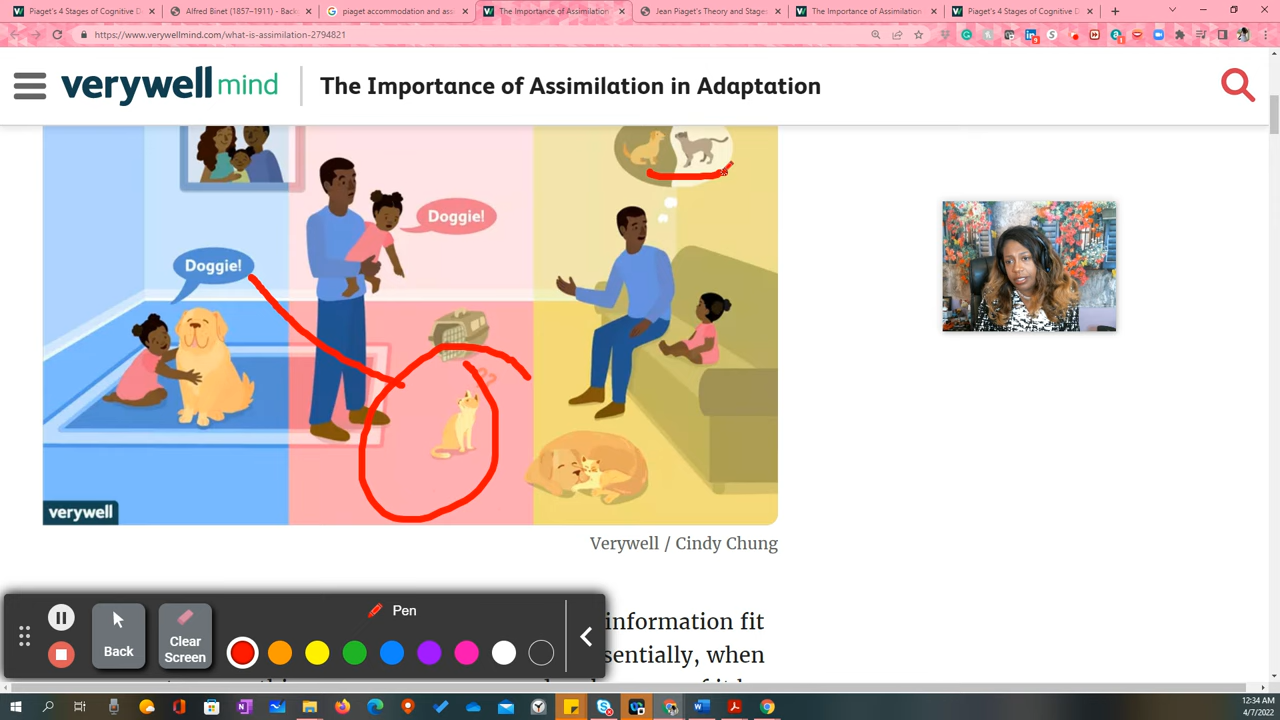 Piaget's 4 Stages of Cognitive D
Alfred Binet (1857–1911) - Back
piaget accommodation and ass
The Importance of Assimilation
Jean Piaget's Theory and Stages
The Importance of Assimilation
Piaget's 4 Stages of Cognitive D
https://www.verywellmind.com/what-is-assimilation-2794821
verywell mind
The Importance of Assimilation in Adaptation
Doggie!
Doggie!
??
verywell
Verywell / Cindy Chung
Pen
Back
Clear
Screen
information fit
sentially, when
12:34 AM
4/7/2022